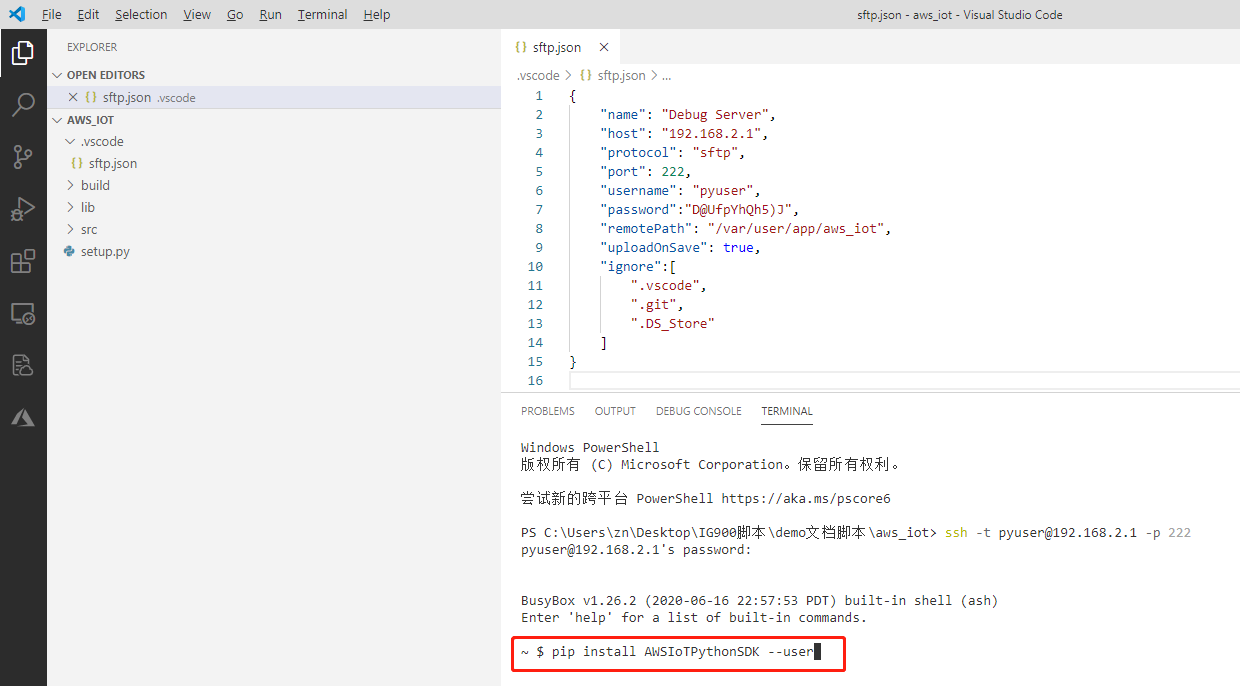 File Edit Selection View Go Run Terminal Help
sftp.json - aws_iot - Visual Studio Code
EXPLORER
OPEN EDITORS
sftp.json .vscode
AWS_IOT
.vscode
sftp.json
build
lib
src
setup.py
sftp.json
.vscode > {} sftp.json > ...
1 {
2 "name": "Debug Server",
3 "host": "192.168.2.1",
4 "protocol": "sftp",
5 "port": 222,
6 "username": "pyuser",
7 "password":"D@UfpYhQh5)J",
8 "remotePath": "/var/user/app/aws_iot",
9 "uploadOnSave": true,
10 "ignore":[
11 ".vscode",
12 ".git",
13 ".DS_Store"
14 ]
15 }
16
PROBLEMS OUTPUT DEBUG CONSOLE TERMINAL
Windows PowerShell
版权所有 (C) Microsoft Corporation。保留所有权利。
尝试新的跨平台 PowerShell https://aka.ms/pscore6
PS C:\Users\zn\Desktop\IG900脚本\demo文档脚本\aws_iot> ssh -t pyuser@192.168.2.1 -p 222
pyuser@192.168.2.1's password:
BusyBox v1.26.2 (2020-06-16 22:57:53 PDT) built-in shell (ash)
Enter 'help' for a list of built-in commands.
~ $ pip install AWSIoTPythonSDK --user